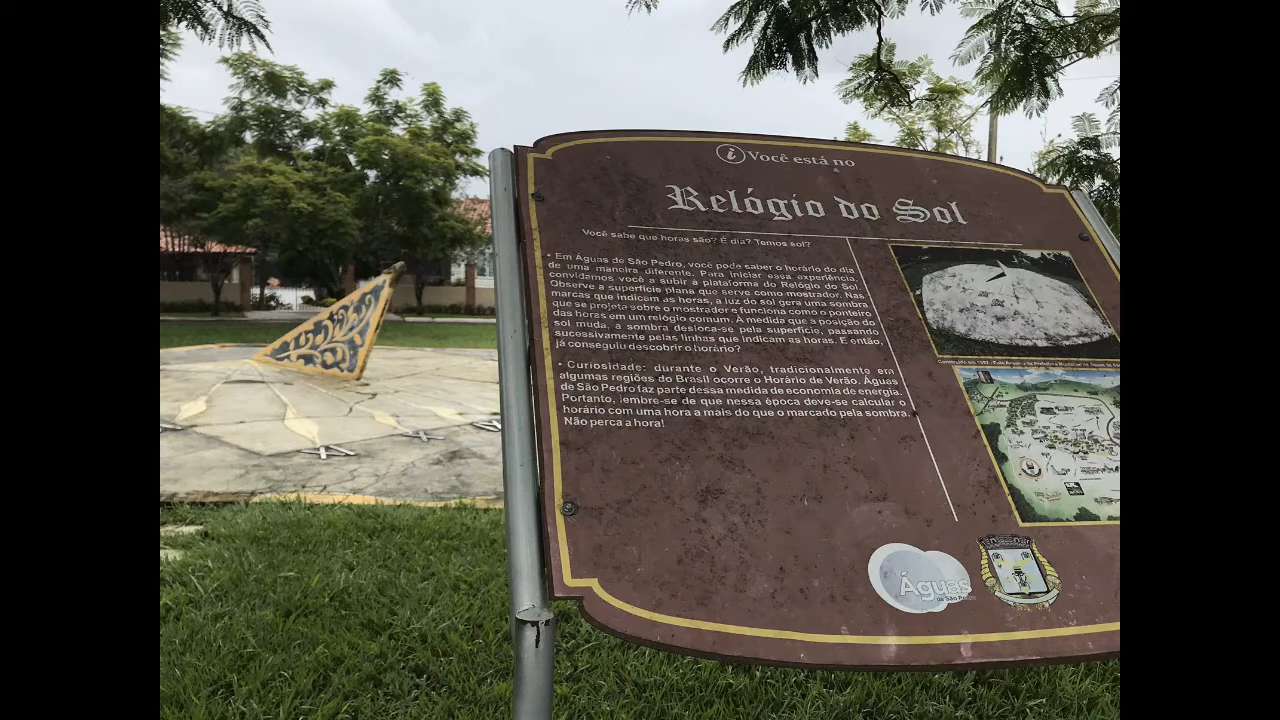 i Você está no
Relógio do Sol
Você sabe que horas são? É dia? Temos sol?
• Em Águas de São Pedro, você pode saber o horário do dia
de uma maneira diferente. Para iniciar essa experiência,
convidamos você a subir à plataforma do Relógio do Sol.
Observe a superfície plana que serve como mostrador. Nas
marcas que indicam as horas, a luz do sol gera uma sombra
que se projeta sobre o mostrador e funciona como o ponteiro
das horas em um relógio comum. À medida que a posição do
sol muda, a sombra desloca-se pela superfície, passando
sucessivamente pelas linhas que indicam as horas. E então,
já conseguiu descobrir o horário?
• Curiosidade: durante o Verão, tradicionalmente em
algumas regiões do Brasil ocorre o Horário de Verão. Águas
de São Pedro faz parte dessa medida de economia de energia.
Portanto, lembre-se de que nessa época deve-se calcular o
horário com uma hora a mais do que o marcado pela sombra.
Não perca a hora!
Construído em
Águas
de São Pedro